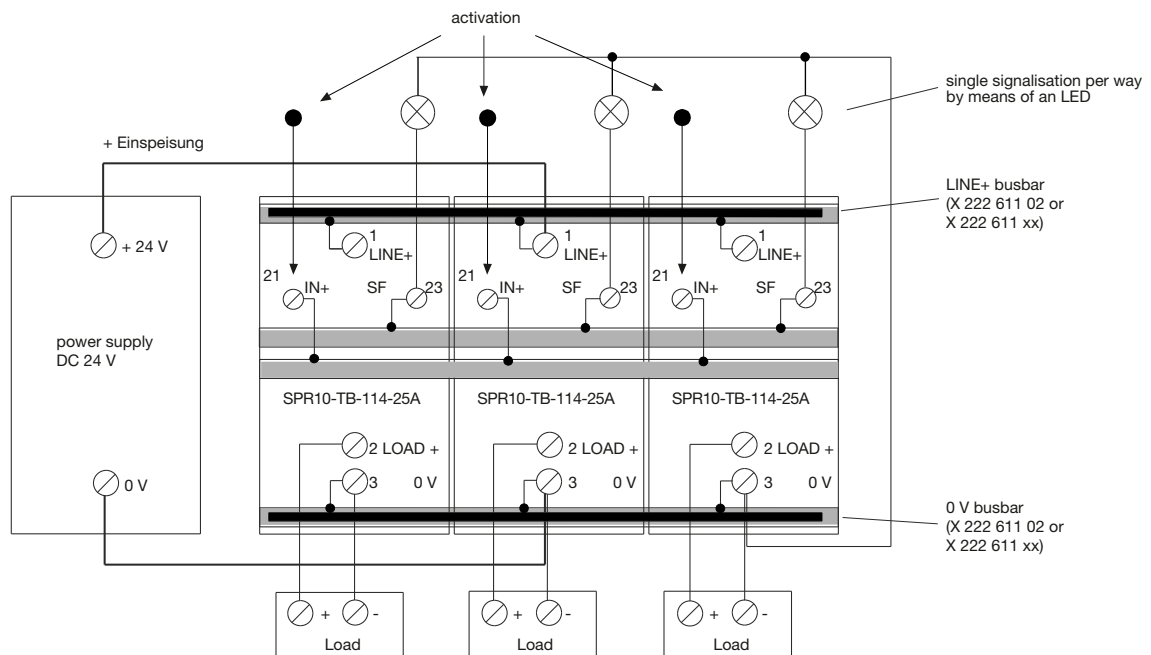 activation
single signalisation per way
by means of an LED
+ Einspeisung
LINE+ busbar
(X 222 611 02 or
X 222 611 xx)
+ 24 V
1
LINE+
1
LINE+
1
LINE+
21
IN+
SF
23
21
IN+
SF
23
21
IN+
SF
23
power supply
DC 24 V
SPR10-TB-114-25A
SPR10-TB-114-25A
SPR10-TB-114-25A
2 LOAD +
2 LOAD +
2 LOAD +
0 V
3
0 V
3
0 V
3
0 V
0 V busbar
(X 222 611 02 or
X 222 611 xx)
+
-
+
-
+
-
Load
Load
Load